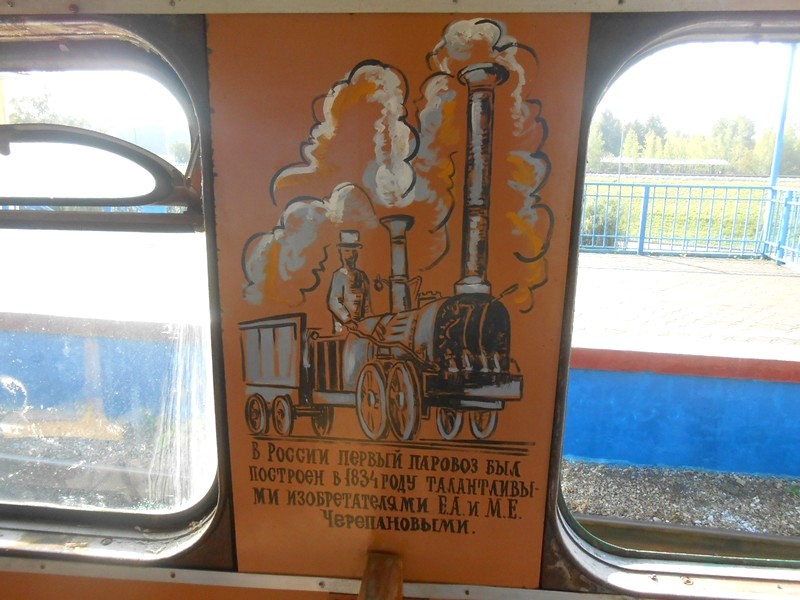 В России первый паровоз был
построен в 1834 году талантливы-
ми изобретателями Е.А. и М.Е.
Черепановыми.